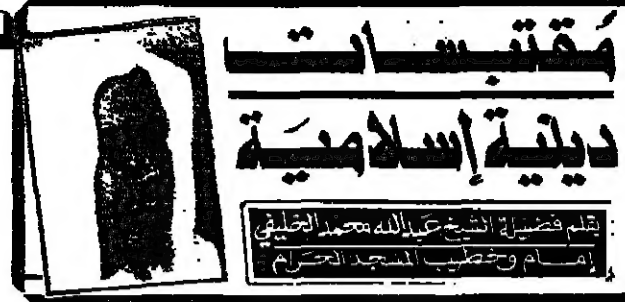 مُقتبسات
دينية إسلامية
بقلم فضيلة الشيخ عبدالله محمد الخليفي
إمام وخطيب المسجد الحرام